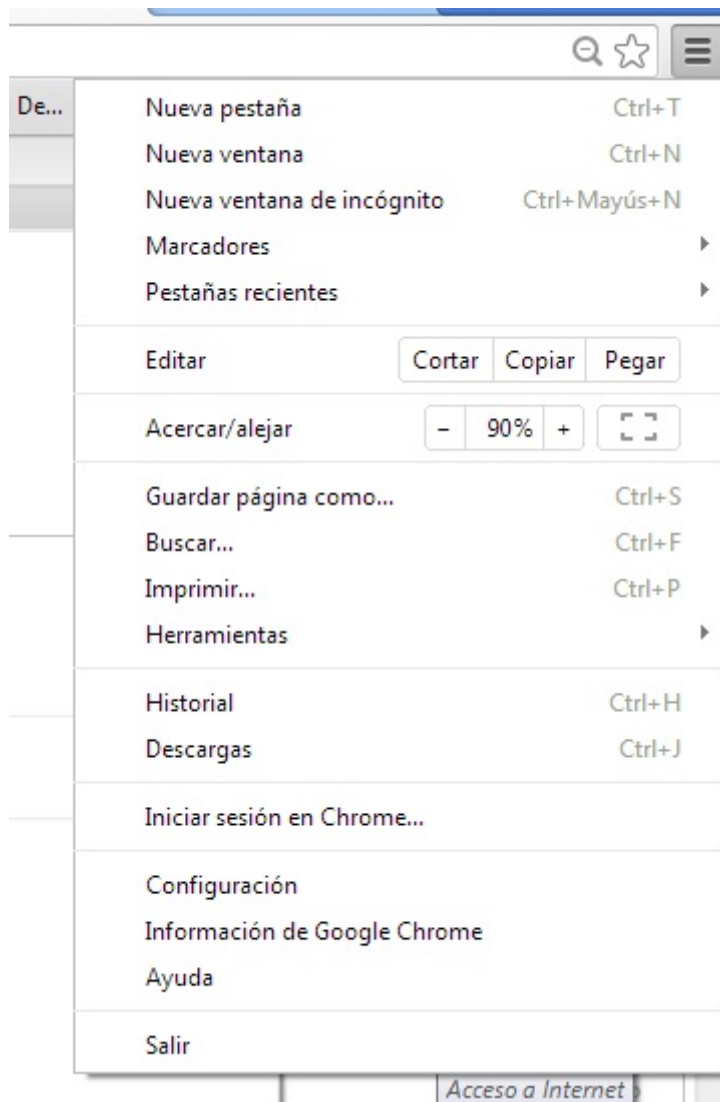 De...
Nueva pestaña Ctrl+T
Nueva ventana Ctrl+N
Nueva ventana de incógnito Ctrl+Mayús+N
Marcadores
Pestañas recientes
Editar Cortar Copiar Pegar
Acercar/alejar - 90% +
Guardar página como... Ctrl+S
Buscar... Ctrl+F
Imprimir... Ctrl+P
Herramientas
Historial Ctrl+H
Descargas Ctrl+J
Iniciar sesión en Chrome...
Configuración
Información de Google Chrome
Ayuda
Salir
Acceso a Internet